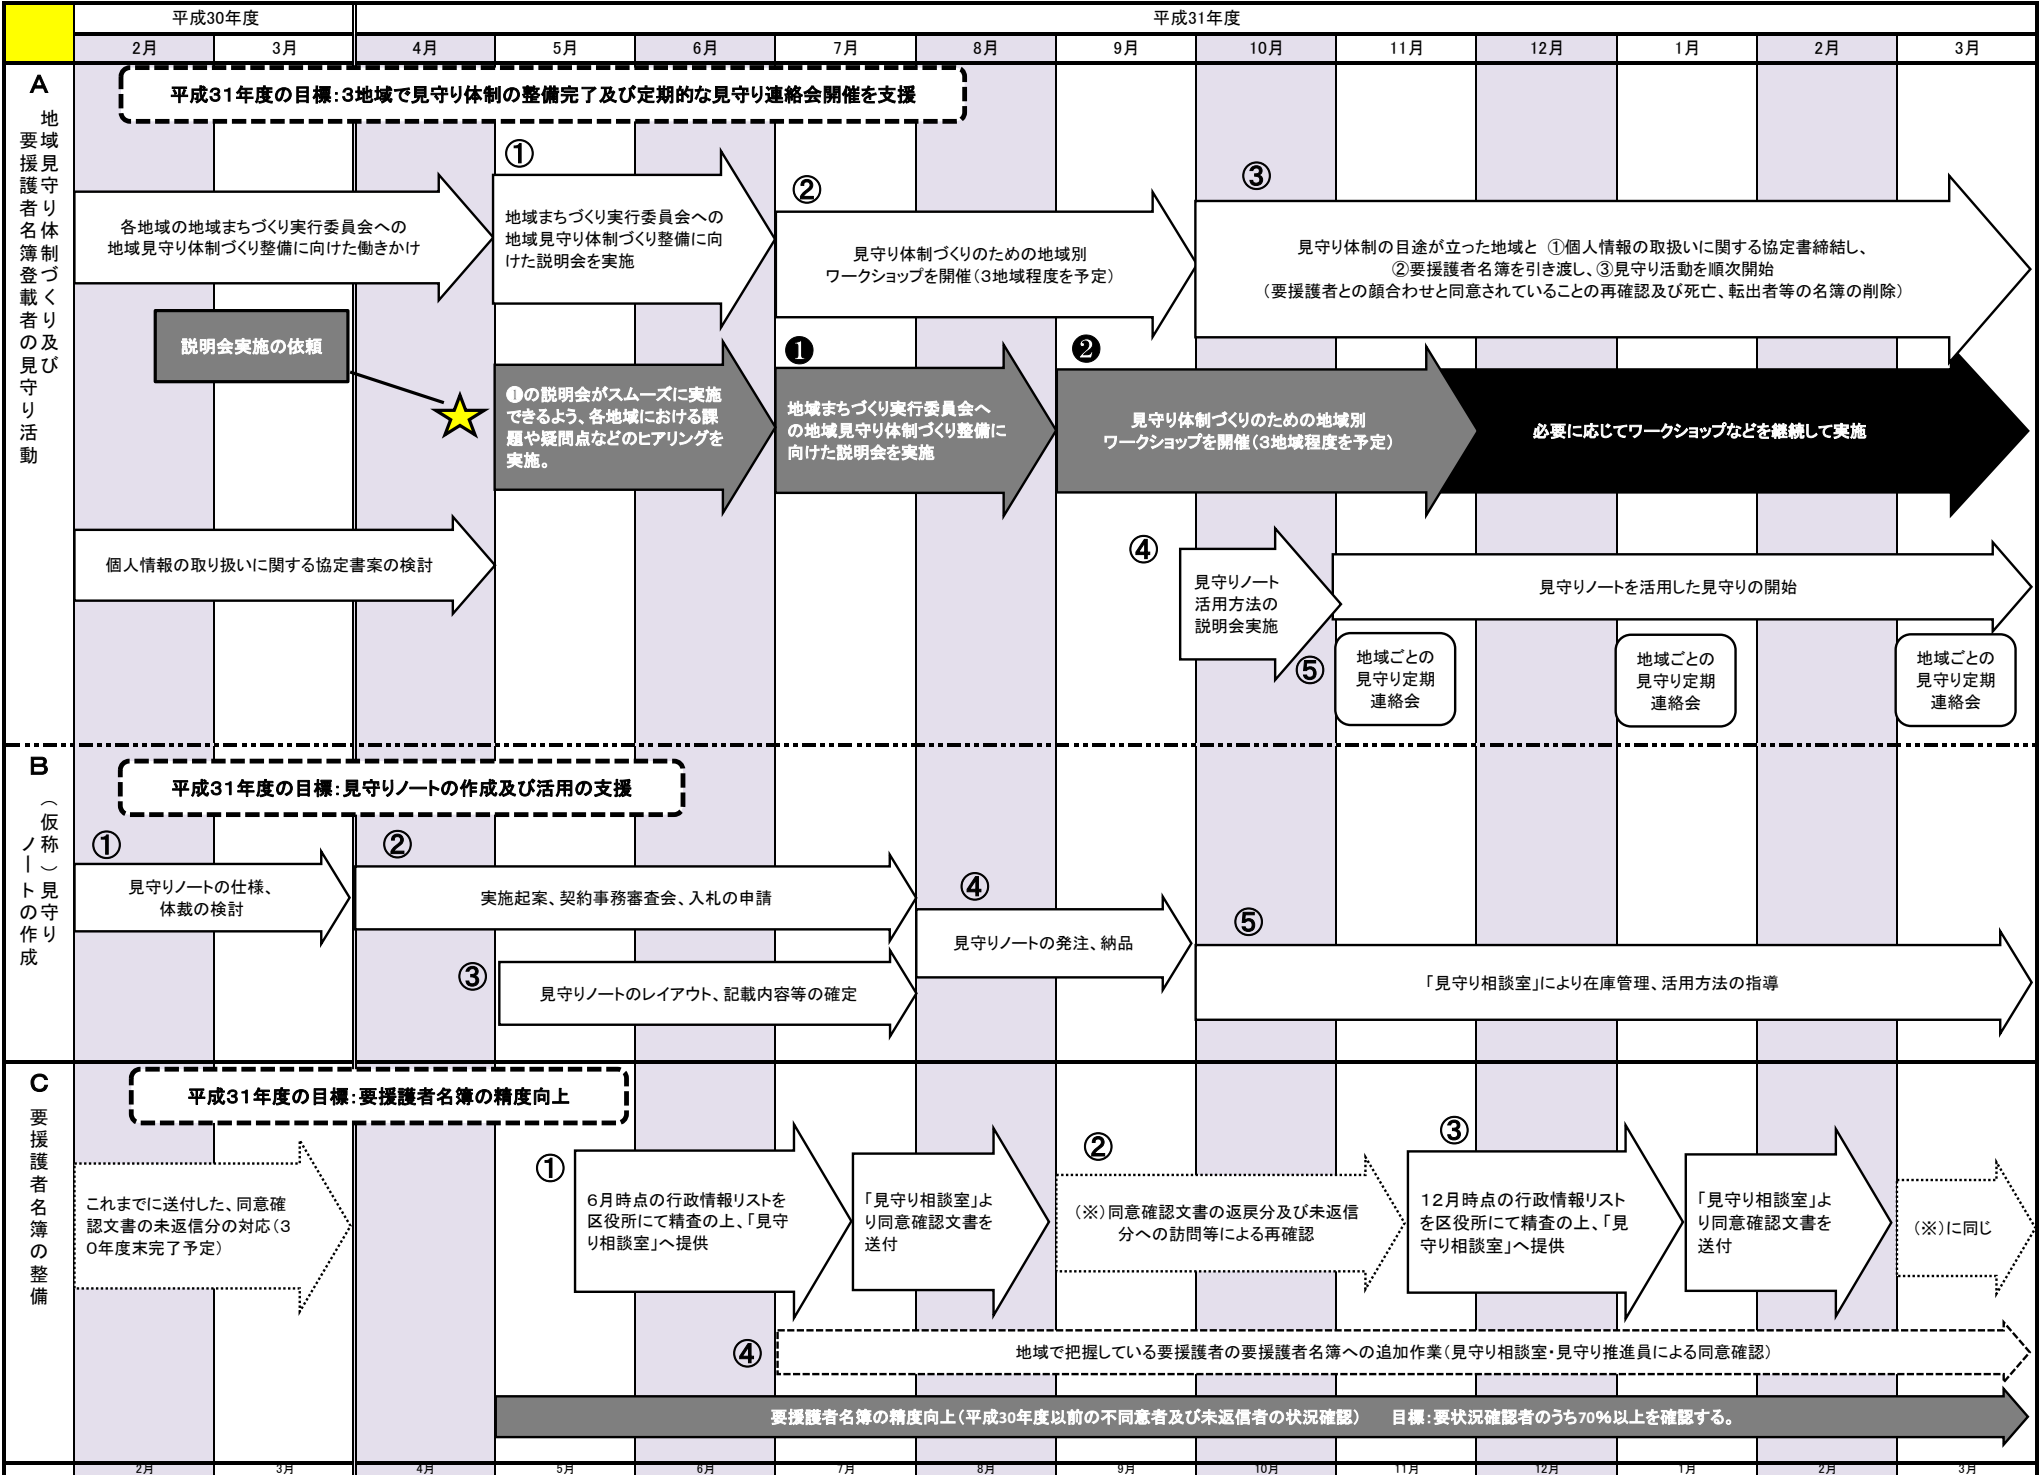 平成30年度
平成31年度
2月
3月
4月
5月
6月
7月
8月
9月
10月
11月
12月
1月
2月
3月
A
地域見守り体制づくり及び
要援護者名簿登載者の見守り活動
平成31年度の目標：3地域で見守り体制の整備完了及び定期的な見守り連絡会開催を支援
各地域の地域まちづくり実行委員会への
地域見守り体制づくり整備に向けた働きかけ
①
地域まちづくり実行委員会への
地域見守り体制づくり整備に向
けた説明会を実施
②
見守り体制づくりのための地域別
ワークショップを開催（3地域程度を予定）
③
見守り体制の目途が立った地域と ①個人情報の取扱いに関する協定書締結し、
②要援護者名簿を引き渡し、③見守り活動を順次開始
（要援護者との顔合わせと同意されていることの再確認及び死亡、転出者等の名簿の削除）
説明会実施の依頼
❶の説明会がスムーズに実施
できるよう、各地域における課
題や疑問点などのヒアリングを
実施。
❶
地域まちづくり実行委員会へ
の地域見守り体制づくり整備に
向けた説明会を実施
❷
見守り体制づくりのための地域別
ワークショップを開催（3地域程度を予定）
必要に応じてワークショップなどを継続して実施
個人情報の取り扱いに関する協定書案の検討
④
見守りノート
活用方法の
説明会実施
見守りノートを活用した見守りの開始
⑤
地域ごとの
見守り定期
連絡会
地域ごとの
見守り定期
連絡会
地域ごとの
見守り定期
連絡会
B
（仮称）見守り
ノートの作成
平成31年度の目標：見守りノートの作成及び活用の支援
①
見守りノートの仕様、
体裁の検討
②
実施起案、契約事務審査会、入札の申請
③
見守りノートのレイアウト、記載内容等の確定
④
見守りノートの発注、納品
⑤
「見守り相談室」により在庫管理、活用方法の指導
C
要援護者名簿の整備
平成31年度の目標：要援護者名簿の精度向上
これまでに送付した、同意確
認文書の未返信分の対応（3
0年度末完了予定）
①
6月時点の行政情報リストを
区役所にて精査の上、「見守
り相談室」へ提供
「見守り相談室」よ
り同意確認文書を
送付
②
（※）同意確認文書の返戻分及び未返信
分への訪問等による再確認
③
12月時点の行政情報リスト
を区役所にて精査の上、「見
守り相談室」へ提供
「見守り相談室」よ
り同意確認文書を
送付
（※）に同じ
④
地域で把握している要援護者の要援護者名簿への追加作業（見守り相談室・見守り推進員による同意確認）
要援護者名簿の精度向上（平成30年度以前の不同意者及び未返信者の状況確認） 目標：要状況確認者のうち70%以上を確認する。
2月
3月
4月
5月
6月
7月
8月
9月
10月
11月
12月
1月
2月
3月